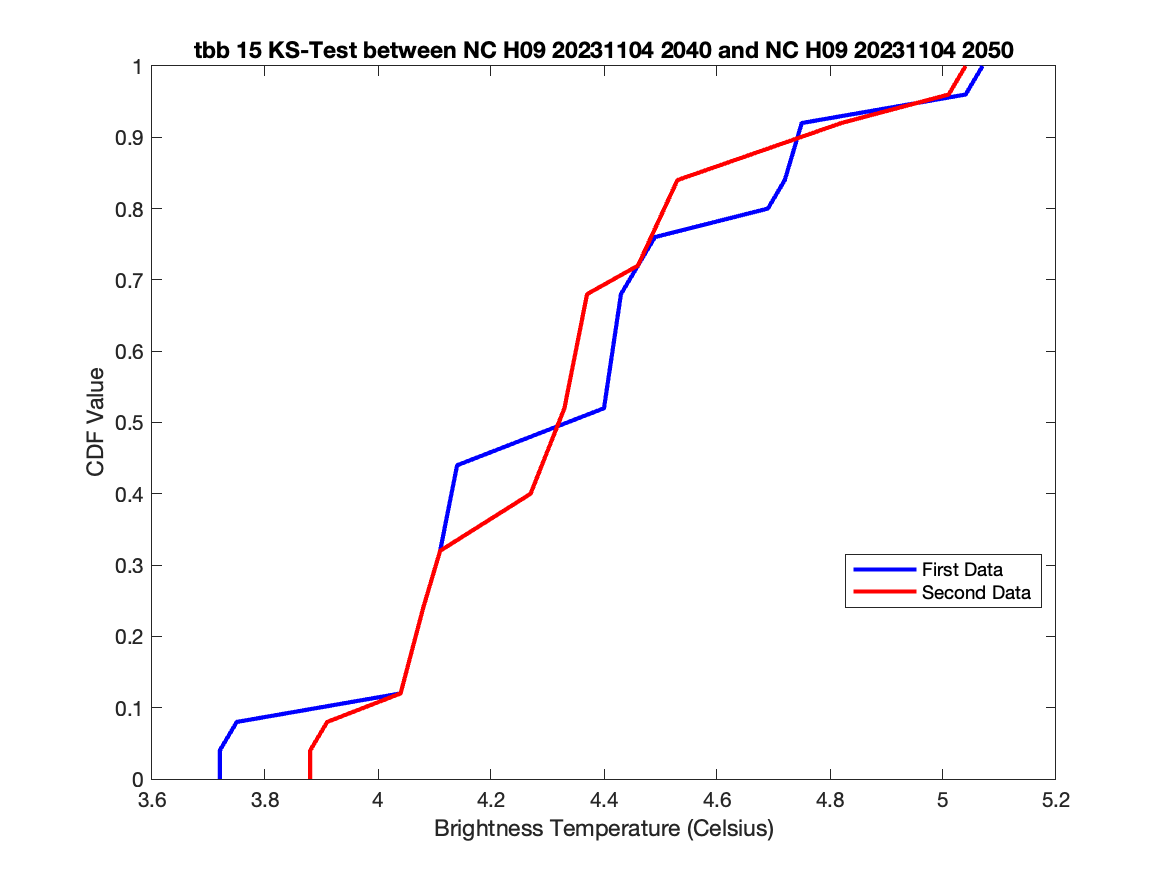 tbb 15 KS-Test between NC H09 20231104 2040 and NC H09 20231104 2050
1
0.9
0.8
0.7
0.6
0.5
0.4
0.3
0.2
0.1
0
CDF Value
First Data
Second Data
3.6 3.8 4 4.2 4.4 4.6 4.8 5 5.2
Brightness Temperature (Celsius)